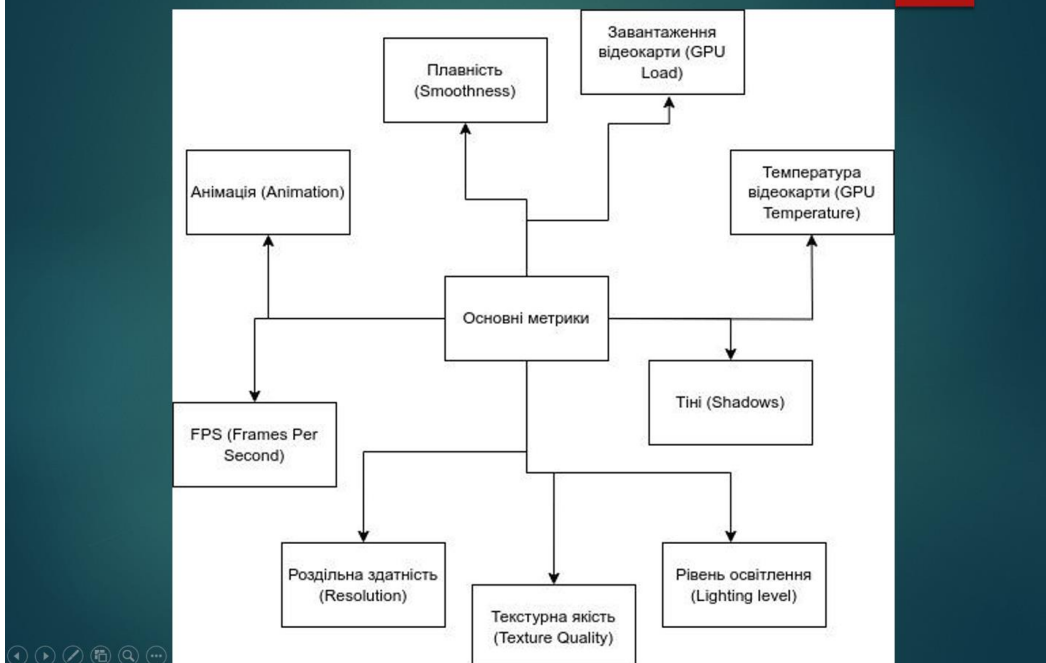 Завантаження
відеокарти (GPU
Load)
Плавність
(Smoothness)
Анімація (Animation)
Температура
відеокарти (GPU
Temperature)
Основні метрики
Тіні (Shadows)
FPS (Frames Per
Second)
Роздільна здатність
(Resolution)
Рівень освітлення
(Lighting level)
Текстурна якість
(Texture Quality)